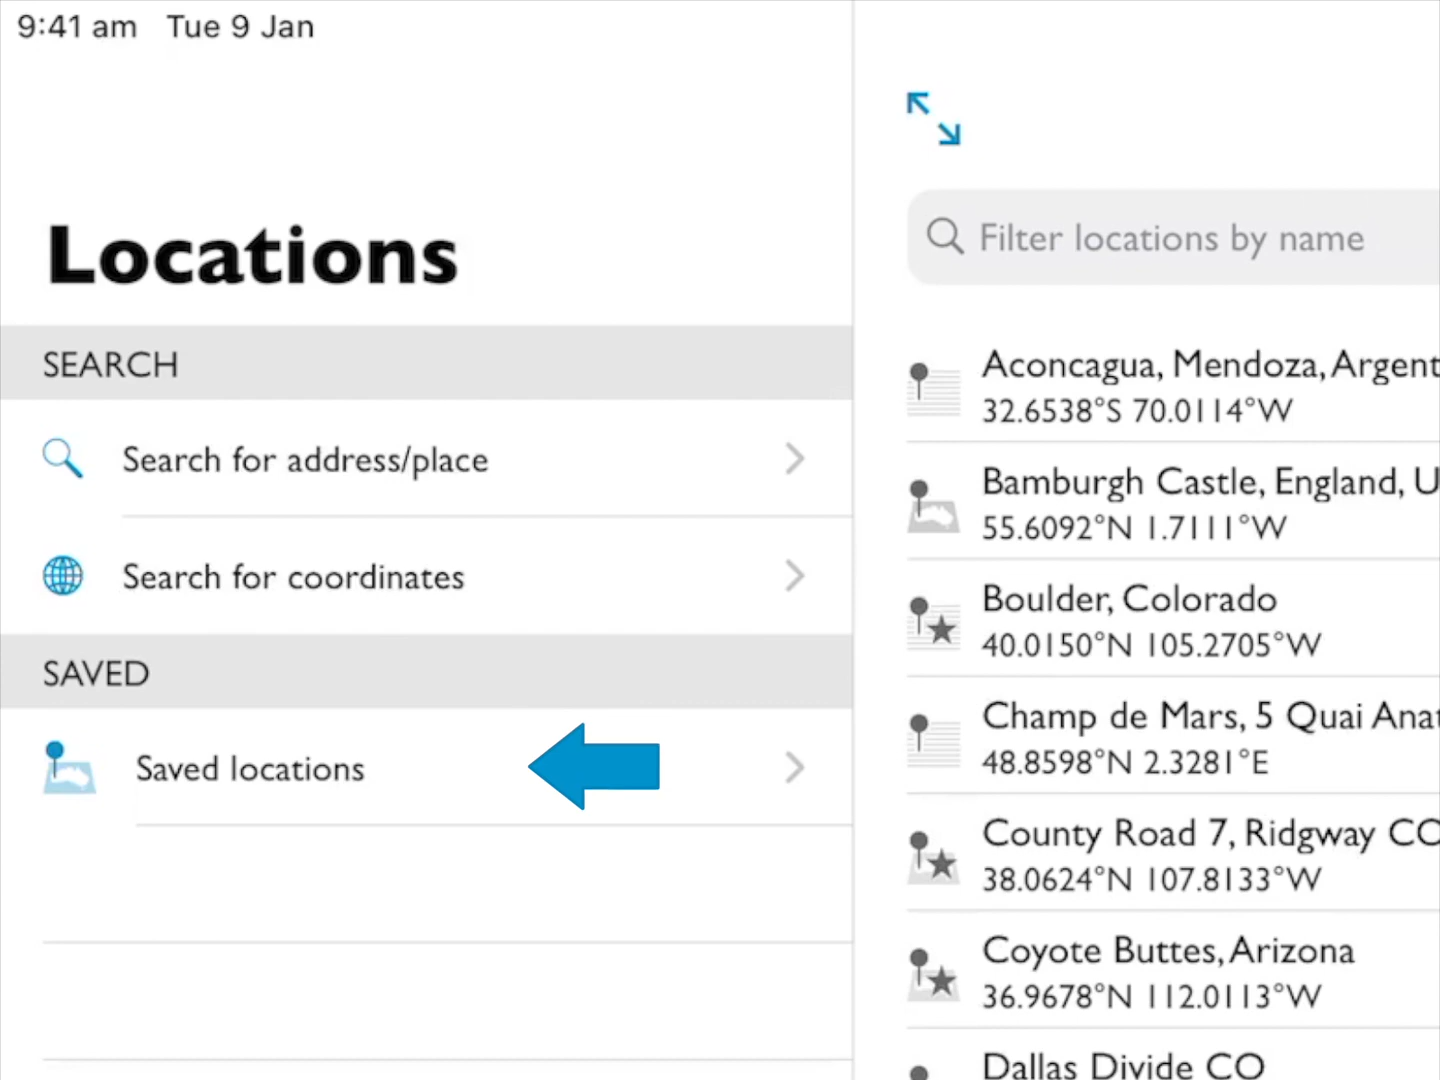 9:41 am Tue 9 Jan
Locations
SEARCH
Search for address/place
Search for coordinates
SAVED
Saved locations
Filter locations by name
Aconcagua, Mendoza, Argent
32.6538°S 70.0114°W
Bamburgh Castle, England, U
55.6092°N 1.7111°W
Boulder, Colorado
40.0150°N 105.2705°W
Champ de Mars, 5 Quai Anat
48.8598°N 2.3281°E
County Road 7, Ridgway CO
38.0624°N 107.8133°W
Coyote Buttes, Arizona
36.9678°N 112.0113°W
Dallas Divide CO